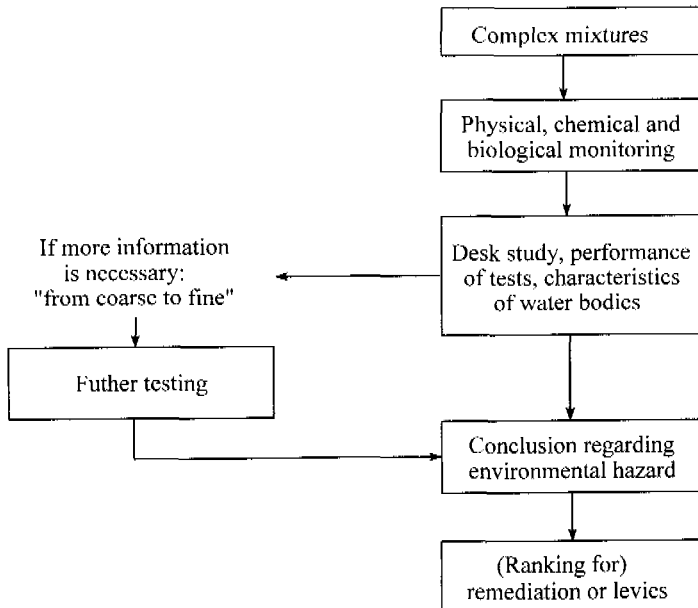 Complex mixtures
Physical, chemical and
biological monitoring
Desk study, performance
of tests, characteristics
of water bodies
If more information
is necessary:
"from coarse to fine"
Futher testing
Conclusion regarding
environmental hazard
(Ranking for)
remediation or levies